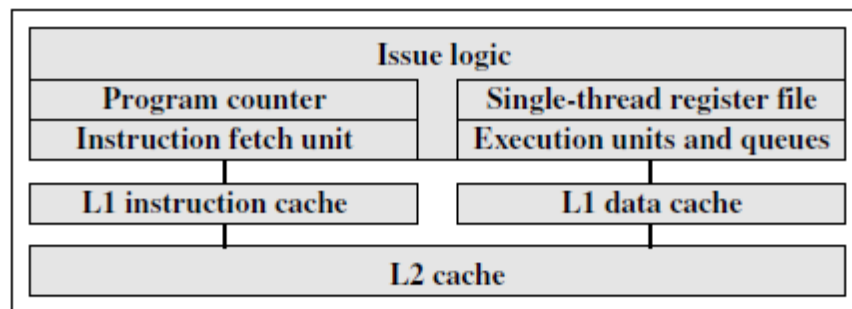 Issue logic
Program counter
Single-thread register file
Instruction fetch unit
Execution units and queues
L1 instruction cache
L1 data cache
L2 cache